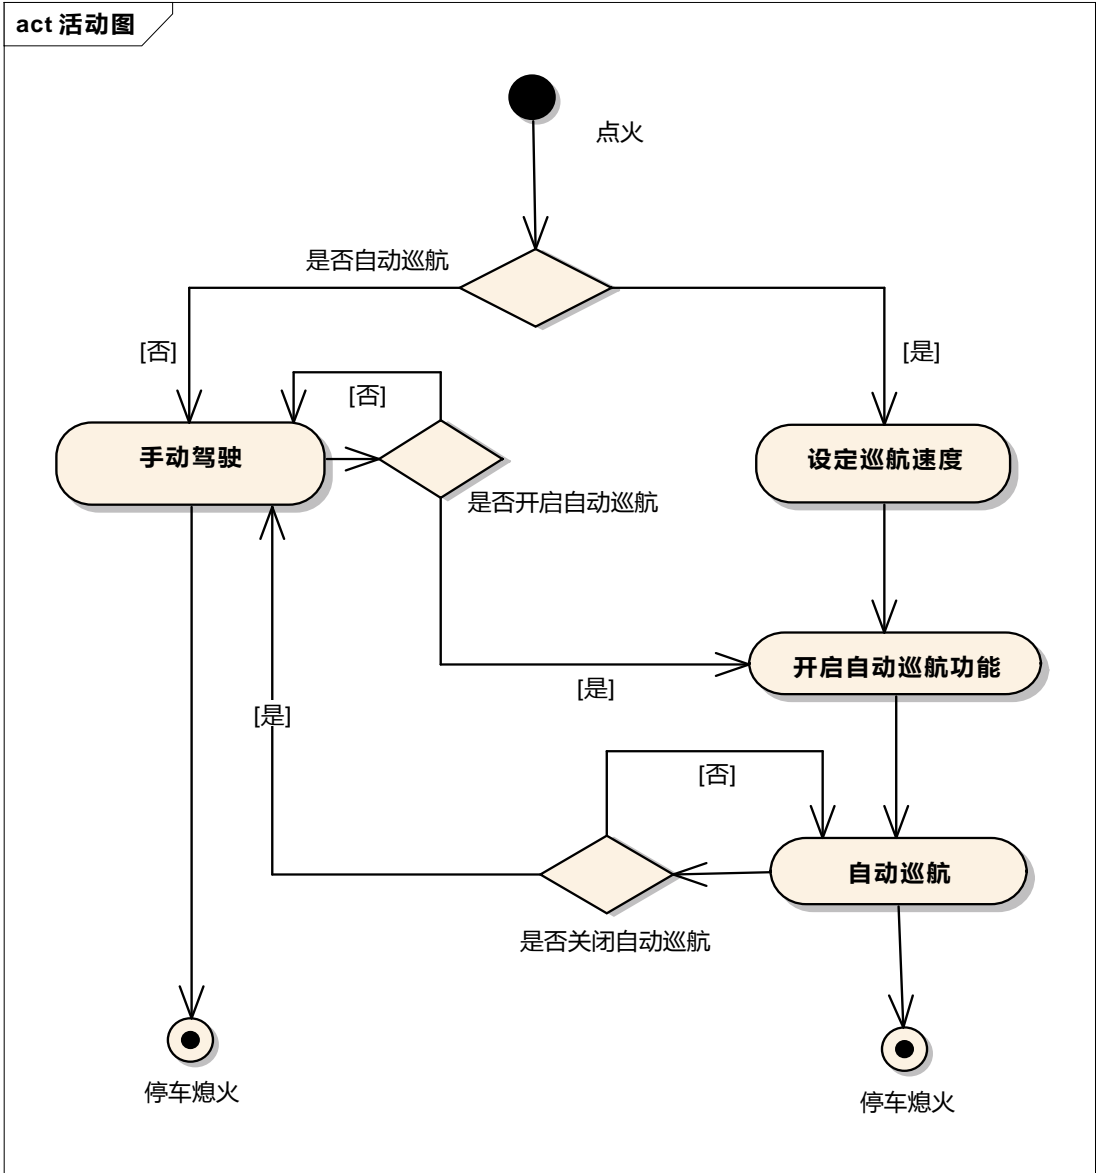 act 活动图
点火
是否自动巡航
[否]
[是]
[否]
手动驾驶
设定巡航速度
是否开启自动巡航
开启自动巡航功能
[是]
[是]
[否]
自动巡航
是否关闭自动巡航
停车熄火
停车熄火